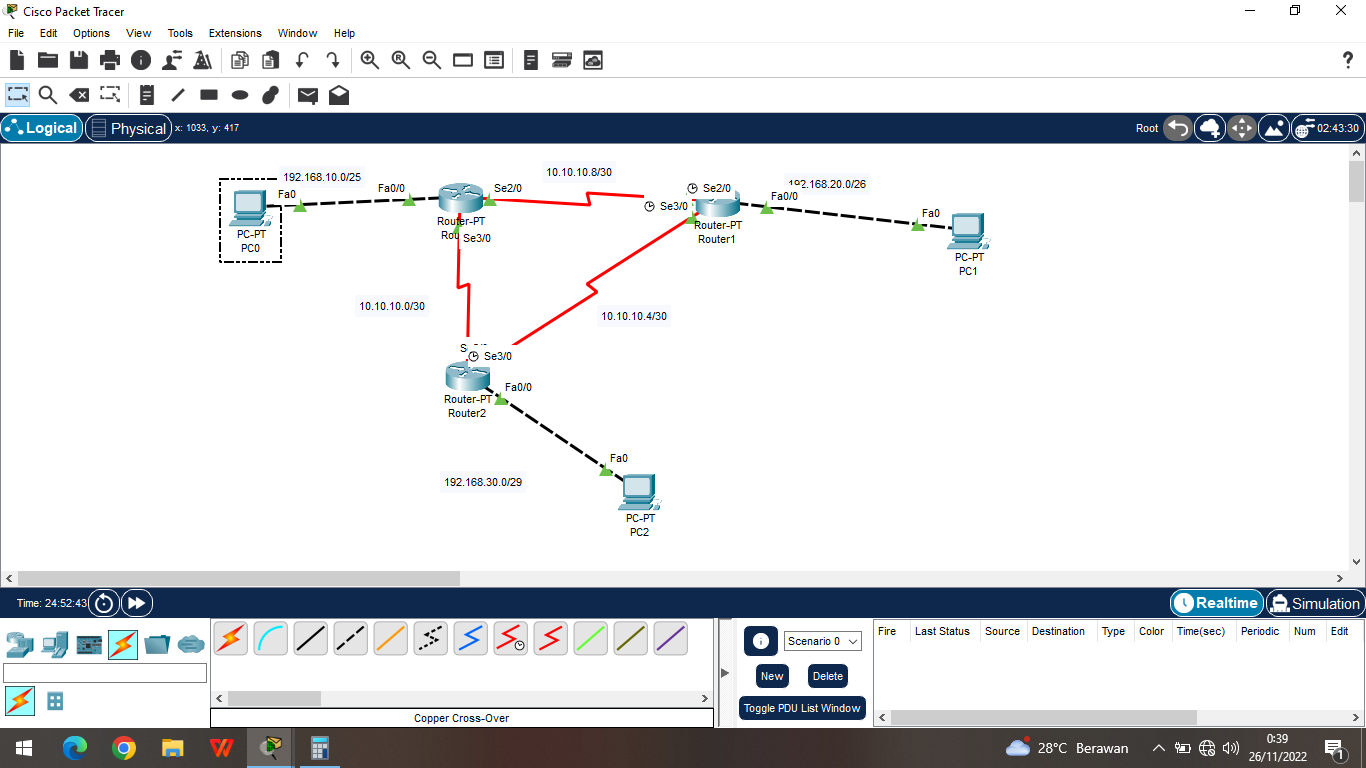 Cisco Packet Tracer
File Edit Options View Tools Extensions Window Help
Logical Physical x: 1033, y: 417 Root 02:43:30
192.168.10.0/25
Fa0
Fa0/0
Se2/0
10.10.10.8/30
Se2/0
Se3/0
192.168.20.0/26
Fa0/0
Fa0
PC-PT
PC0
Router-PT
Se3/0
Router-PT
Router1
PC-PT
PC1
10.10.10.0/30
10.10.10.4/30
Se3/0
Fa0/0
Router-PT
Router2
Fa0
192.168.30.0/29
PC-PT
PC2
Time: 24:52:43 Realtime Simulation
Scenario 0
New Delete
Toggle PDU List Window
Fire Last Status Source Destination Type Color Time(sec) Periodic Num Edit
Copper Cross-Over
28°C Berawan
0:39
26/11/2022
1